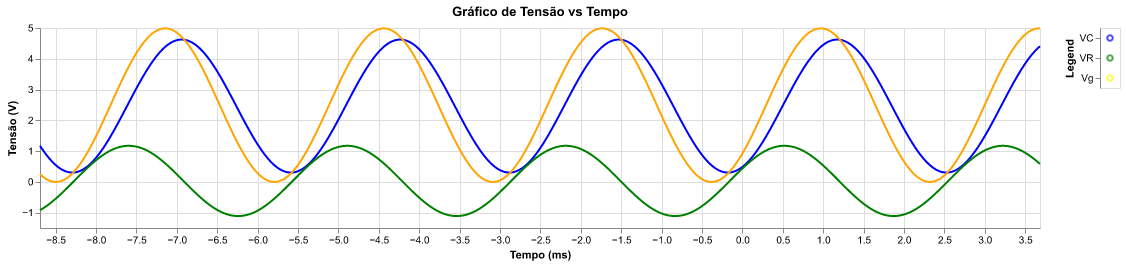 Gráfico de Tensão vs Tempo
Tensão (V)
5
4
3
2
1
0
−1
−8.5 −8.0 −7.5 −7.0 −6.5 −6.0 −5.5 −5.0 −4.5 −4.0 −3.5 −3.0 −2.5 −2.0 −1.5 −1.0 −0.5 0.0 0.5 1.0 1.5 2.0 2.5 3.0 3.5
Tempo (ms)
Legend
VC
VR
Vg